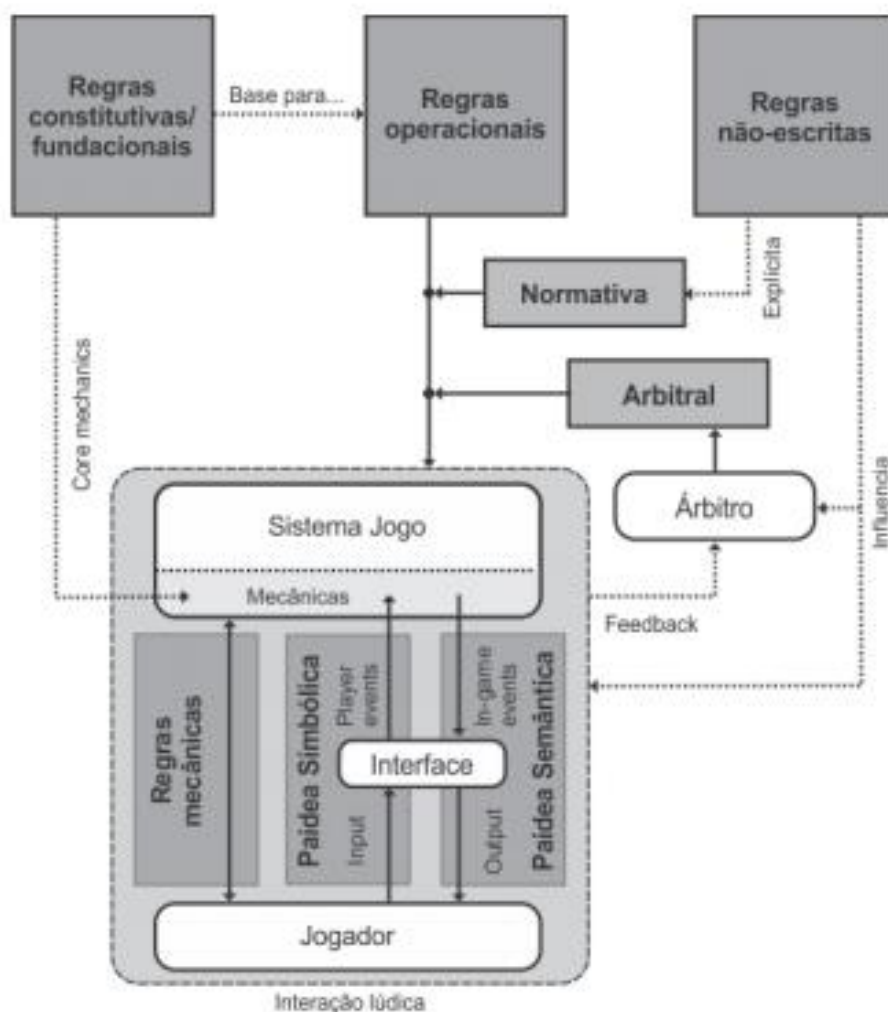 Regras
constitutivas/
fundacionais
Base para...
Regras
operacionais
Regras
não-escritas
Normativa
Explícita
Arbitral
Core mechanics
Árbitro
Influencia
Sistema Jogo
Mecânicas
Feedback
Regras
mecânicas
Paidea Simbólica
Player
events
In-game
events
Interface
Input
Output
Paidea Semântica
Jogador
Interação lúdica